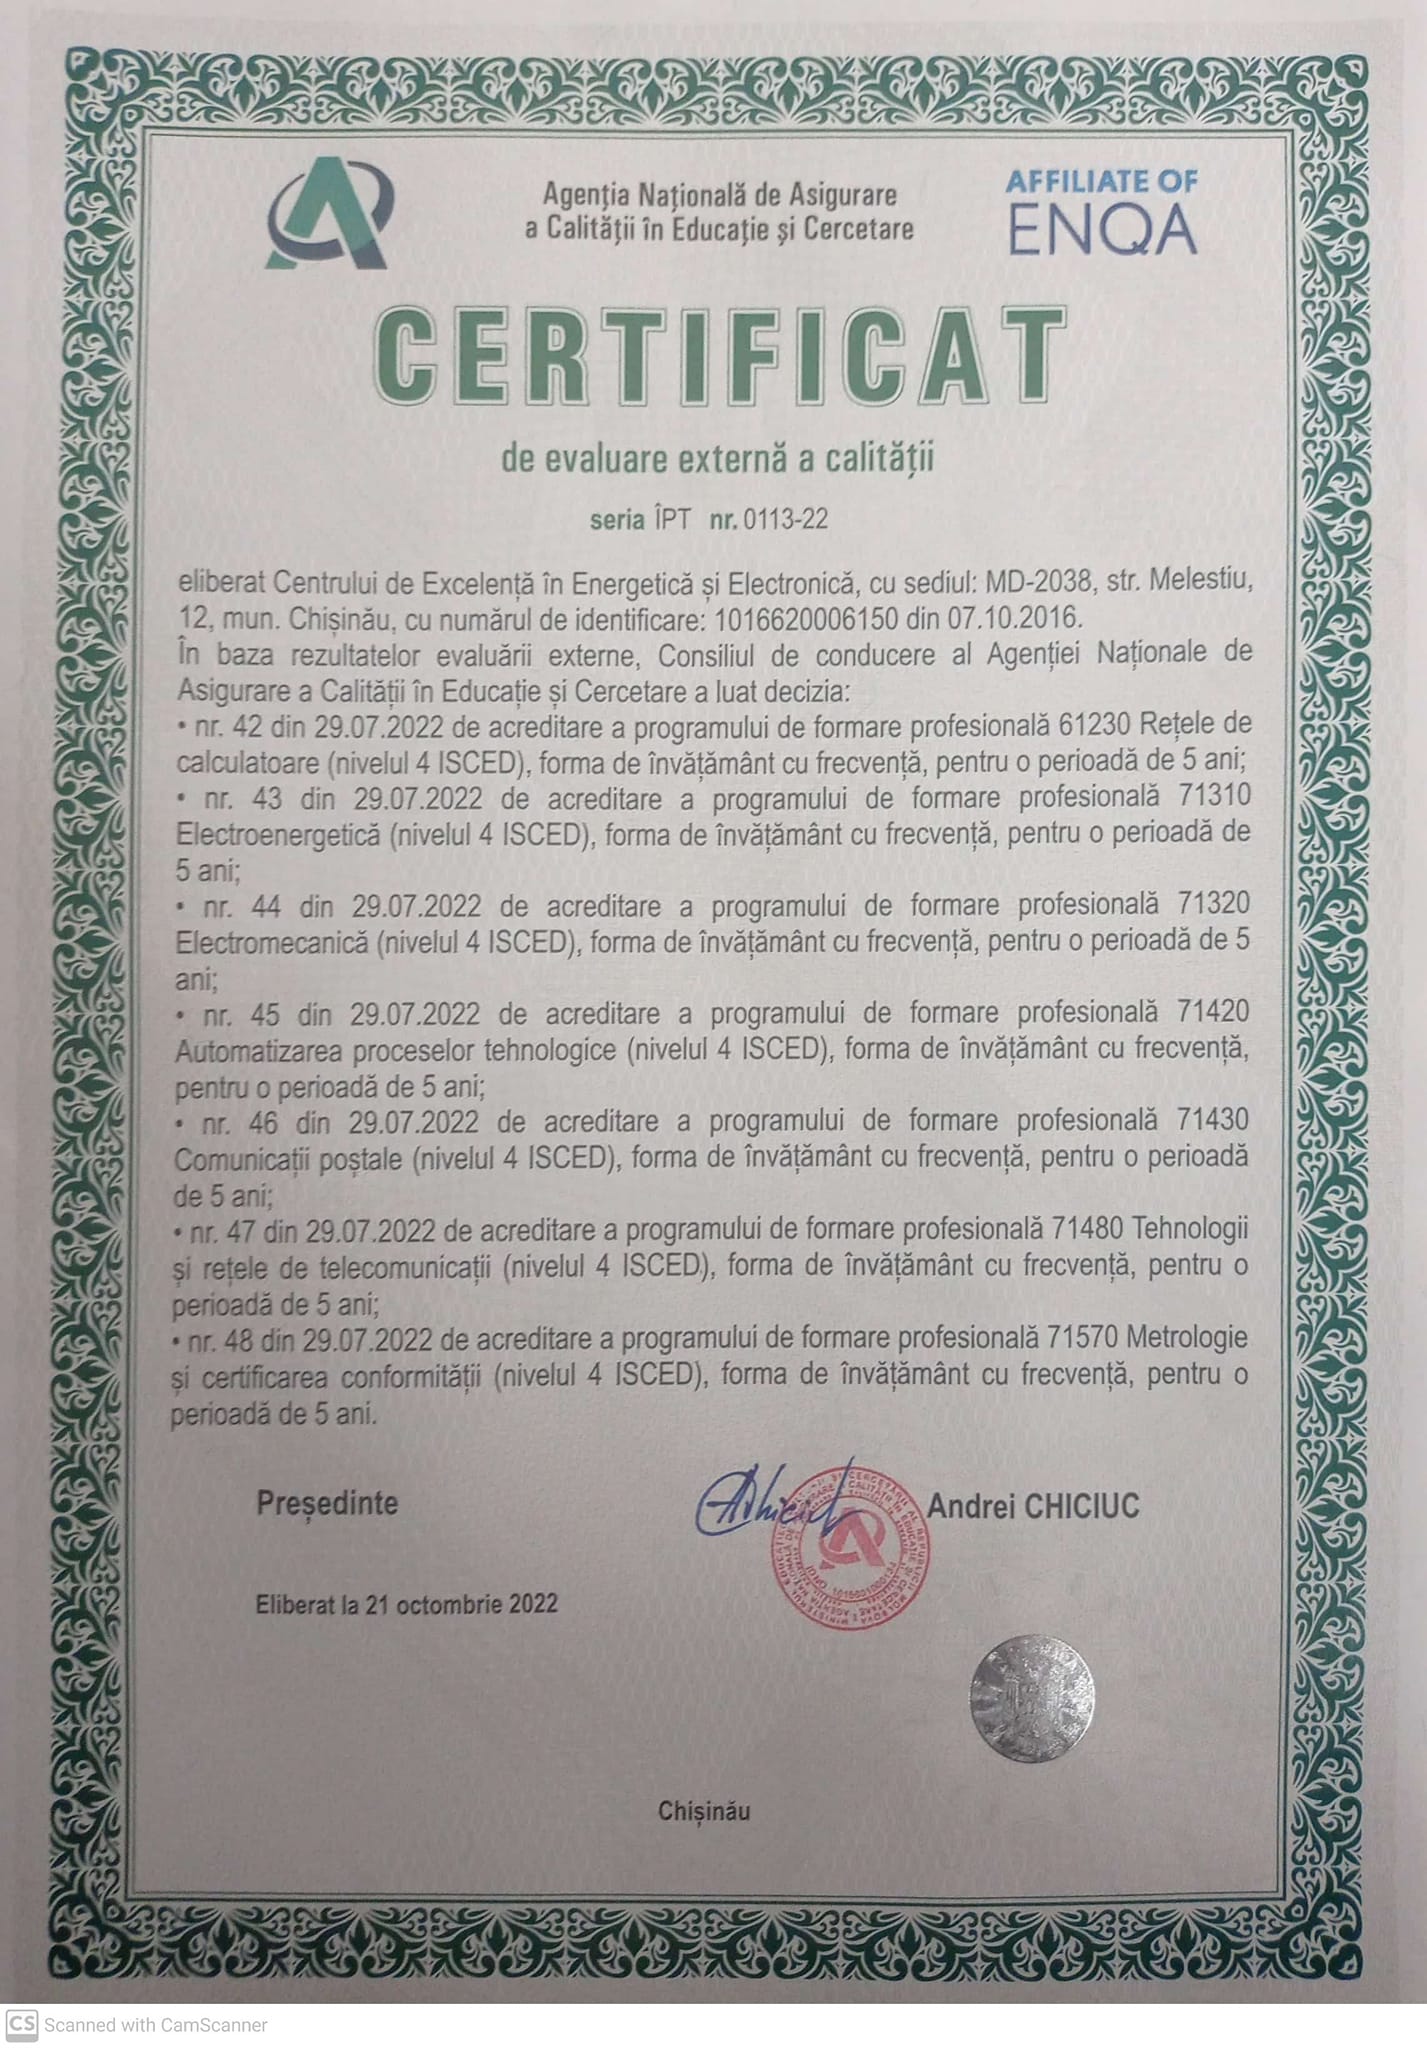 Agenția Națională de Asigurare
a Calității în Educație și Cercetare
AFFILIATE OF
ENQA
CERTIFICAT
de evaluare externă a calității
seria ÎPT nr. 0113-22
eliberat Centrului de Excelență în Energetică și Electronică, cu sediul: MD-2038, str. Melestiu,
12, mun. Chișinău, cu numărul de identificare: 1016620006150 din 07.10.2016.
În baza rezultatelor evaluării externe, Consiliul de conducere al Agenției Naționale de
Asigurare a Calității în Educație și Cercetare a luat decizia:
• nr. 42 din 29.07.2022 de acreditare a programului de formare profesională 61230 Rețele de
calculatoare (nivelul 4 ISCED), forma de învățământ cu frecvență, pentru o perioadă de 5 ani;
• nr. 43 din 29.07.2022 de acreditare a programului de formare profesională 71310
Electroenergetică (nivelul 4 ISCED), forma de învățământ cu frecvență, pentru o perioadă de
5 ani;
• nr. 44 din 29.07.2022 de acreditare a programului de formare profesională 71320
Electromecanică (nivelul 4 ISCED), forma de învățământ cu frecvență, pentru o perioadă de 5
ani;
• nr. 45 din 29.07.2022 de acreditare a programului de formare profesională 71420
Automatizarea proceselor tehnologice (nivelul 4 ISCED), forma de învățământ cu frecvență,
pentru o perioadă de 5 ani;
• nr. 46 din 29.07.2022 de acreditare a programului de formare profesională 71430
Comunicații poștale (nivelul 4 ISCED), forma de învățământ cu frecvență, pentru o perioadă
de 5 ani;
• nr. 47 din 29.07.2022 de acreditare a programului de formare profesională 71480 Tehnologii
și rețele de telecomunicații (nivelul 4 ISCED), forma de învățământ cu frecvență, pentru o
perioadă de 5 ani;
• nr. 48 din 29.07.2022 de acreditare a programului de formare profesională 71570 Metrologie
și certificarea conformității (nivelul 4 ISCED), forma de învățământ cu frecvență, pentru o
perioadă de 5 ani.
Președinte
Andrei CHICIUC
Eliberat la 21 octombrie 2022
Chișinău
CS Scanned with CamScanner